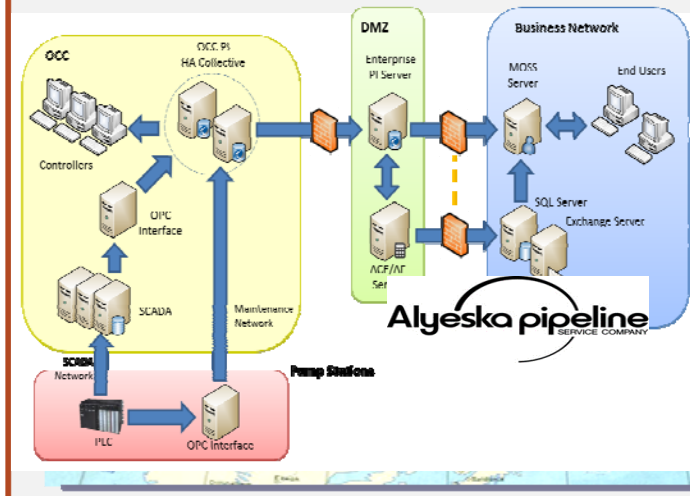 OCC
OCC PI
HA Collective
Controllers
OPC
Interface
SCADA
Maintenance
Network
SCADA
Network
PLC
OPC Interface
Pump Stations
DMZ
Enterprise
PI Server
ACE/AF
Business Network
MOSS
Server
End Users
SQL Server
Exchange Server
Alyeska pipeline
SERVICE COMPANY